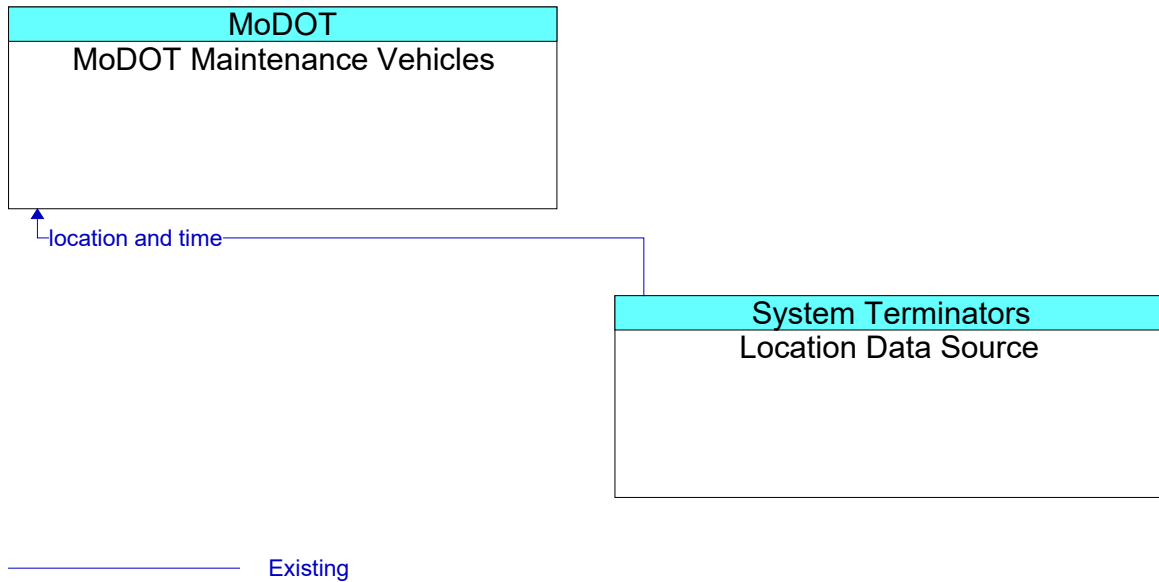 MoDOT
MoDOT Maintenance Vehicles
location and time
System Terminators
Location Data Source
Existing